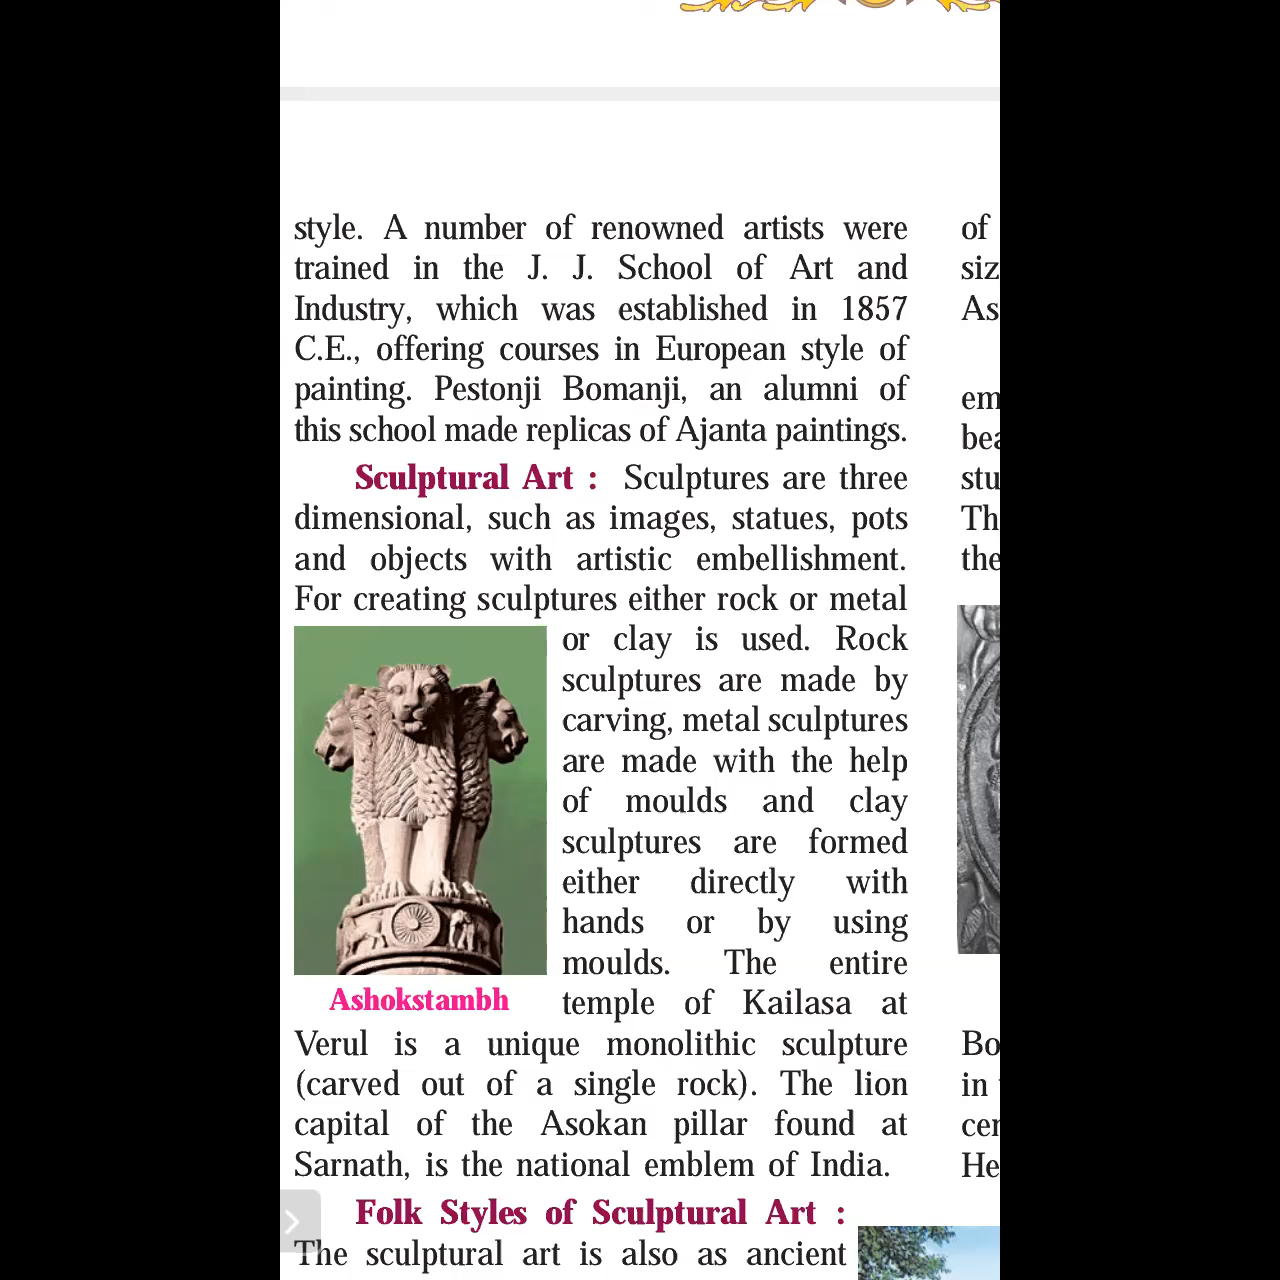 style. A number of renowned artists were
trained in the J. J. School of Art and
Industry, which was established in 1857
C.E., offering courses in European style of
painting. Pestonji Bomanji, an alumni of
this school made replicas of Ajanta paintings.
Sculptural Art : Sculptures are three
dimensional, such as images, statues, pots
and objects with artistic embellishment.
For creating sculptures either rock or metal
or clay is used. Rock
sculptures are made by
carving, metal sculptures
are made with the help
of moulds and clay
sculptures are formed
either directly with
hands or by using
moulds. The entire
temple of Kailasa at
Ashokstambh
Verul is a unique monolithic sculpture
(carved out of a single rock). The lion
capital of the Asokan pillar found at
Sarnath, is the national emblem of India.
Folk Styles of Sculptural Art :
The sculptural art is also as ancient
of